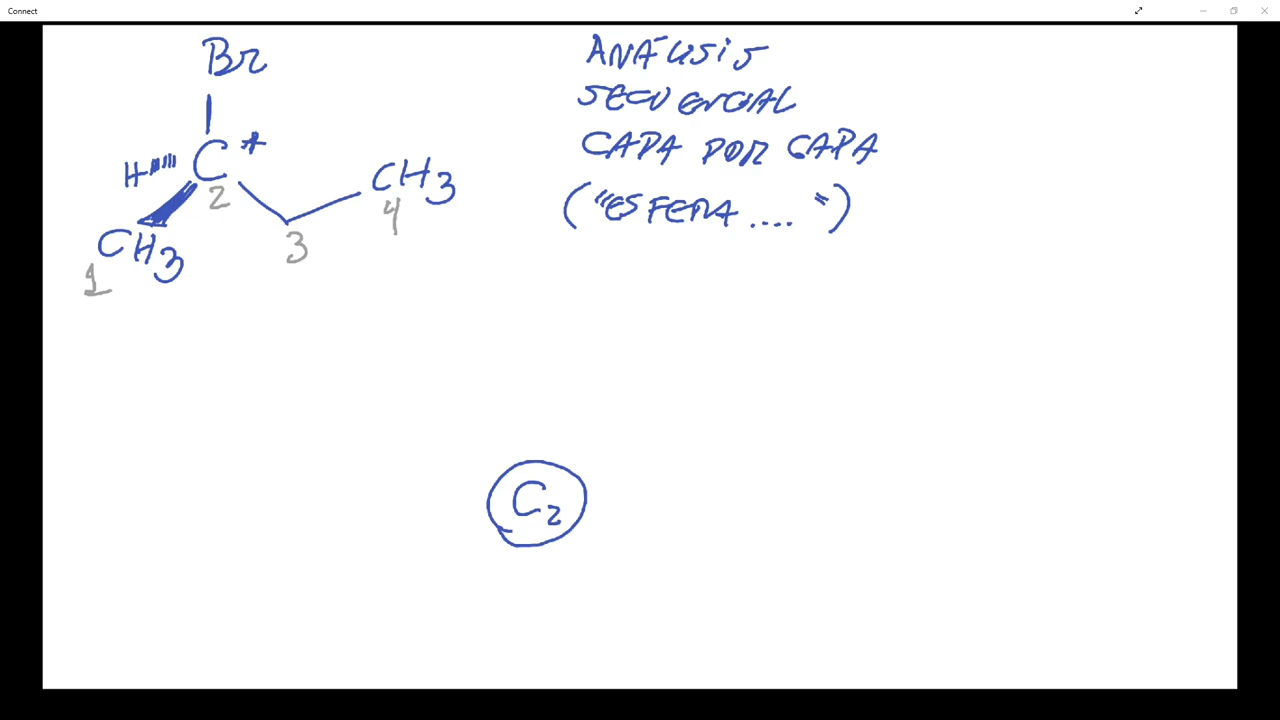 Connect
Br
H C *
2
CH3
1
3
CH3
4
ANÁLISIS
SECUENCIAL
CAPA POR CAPA
("ESFERA .... ")
C2